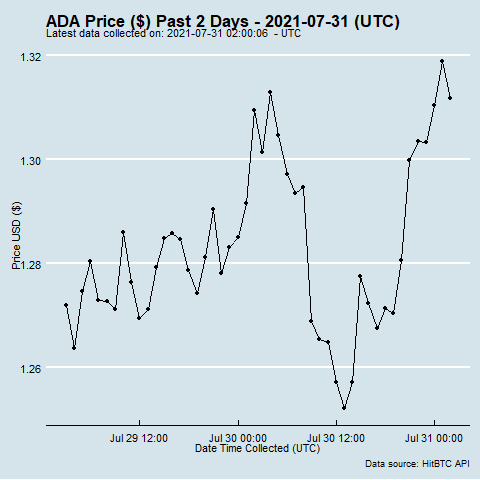 ADA Price ($) Past 2 Days - 2021-07-31 (UTC)
Latest data collected on: 2021-07-31 02:00:06 - UTC
1.32
1.30
1.28
1.26
Price USD ($)
Jul 29 12:00
Jul 30 00:00
Jul 30 12:00
Jul 31 00:00
Date Time Collected (UTC)
Data source: HitBTC API